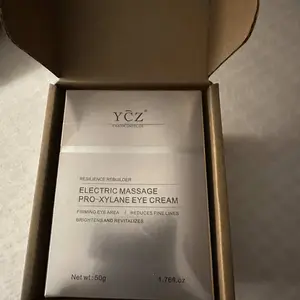 YCZ®
RESILIENCE REBUILDER
ELECTRIC MASSAGE
PRO-XYLANE EYE CREAM
FIRMING EYE AREA | REDUCES FINE LINES
BRIGHTENS AND REVITALIZES
Net wt.:50g 1.76fl.oz